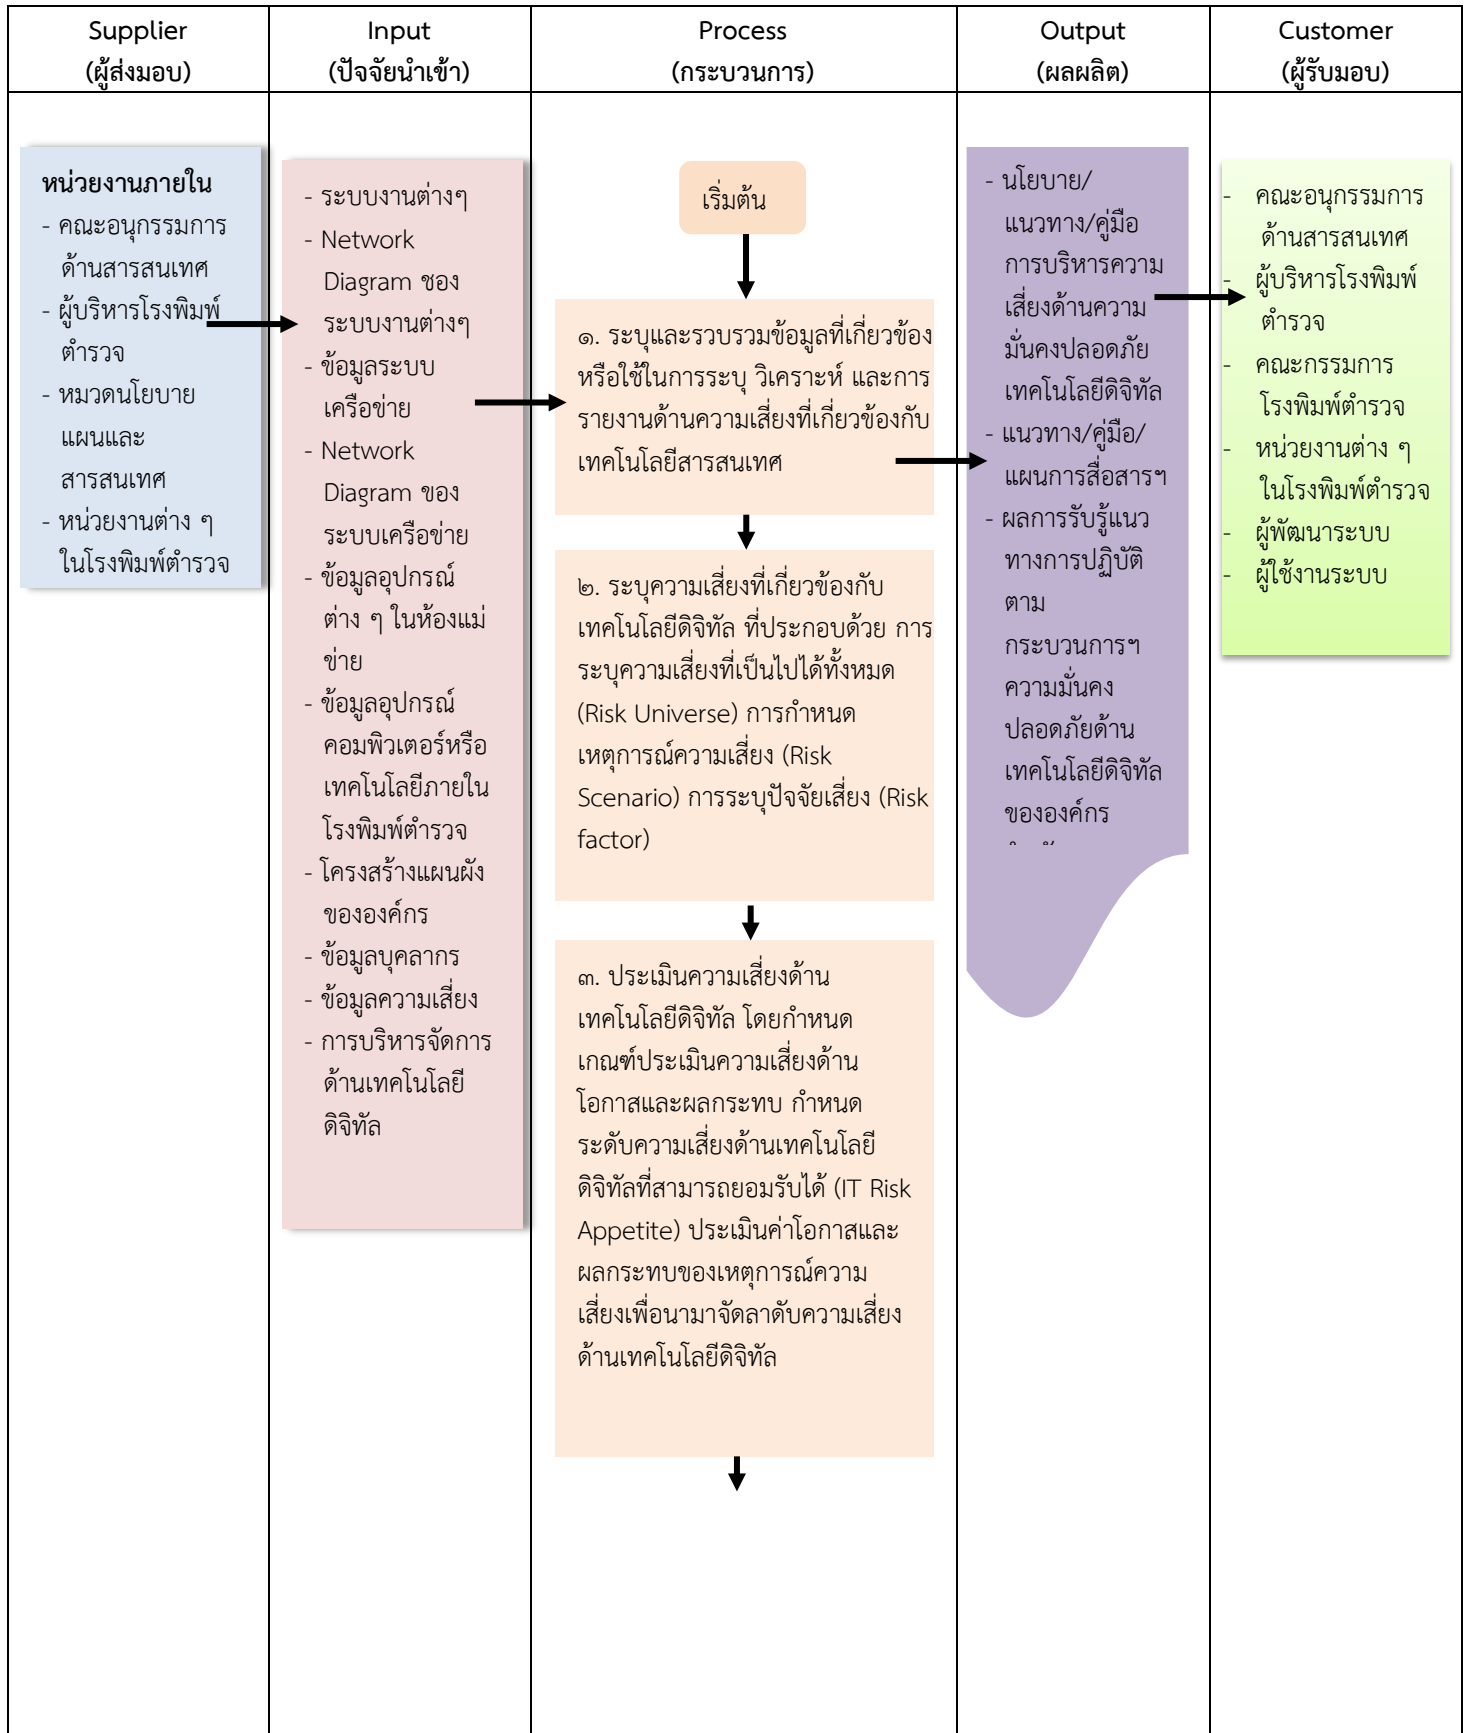 Supplier
(ผู้ส่งมอบ)
Input
(ปัจจัยนำเข้า)
Process
(กระบวนการ)
Output
(ผลผลิต)
Customer
(ผู้รับมอบ)
หน่วยงานภายใน
- คณะอนุกรรมการ
ด้านสารสนเทศ
- ผู้บริหารโรงพิมพ์
ตำรวจ
- หมวดนโยบาย
แผนและ
สารสนเทศ
- หน่วยงานต่าง ๆ
ในโรงพิมพ์ตำรวจ
- ระบบงานต่างๆ
- Network
Diagram ชอง
ระบบงานต่างๆ
- ข้อมูลระบบ
เครือข่าย
- Network
Diagram ของ
ระบบเครือข่าย
- ข้อมูลอุปกรณ์
ต่าง ๆ ในห้องแม่
ข่าย
- ข้อมูลอุปกรณ์
คอมพิวเตอร์หรือ
เทคโนโลยีภายใน
โรงพิมพ์ตำรวจ
- โครงสร้างแผนผัง
ขององค์กร
- ข้อมูลบุคลากร
- ข้อมูลความเสี่ยง
- การบริหารจัดการ
ด้านเทคโนโลยี
ดิจิทัล
เริ่มต้น
๑. ระบุและรวบรวมข้อมูลที่เกี่ยวข้อง
หรือใช้ในการระบุ วิเคราะห์ และการ
รายงานด้านความเสี่ยงที่เกี่ยวข้องกับ
เทคโนโลยีสารสนเทศ
๒. ระบุความเสี่ยงที่เกี่ยวข้องกับ
เทคโนโลยีดิจิทัล ที่ประกอบด้วย การ
ระบุความเสี่ยงที่เป็นไปได้ทั้งหมด
(Risk Universe) การกำหนด
เหตุการณ์ความเสี่ยง (Risk
Scenario) การระบุปัจจัยเสี่ยง (Risk
factor)
๓. ประเมินความเสี่ยงด้าน
เทคโนโลยีดิจิทัล โดยกำหนด
เกณฑ์ประเมินความเสี่ยงด้าน
โอกาสและผลกระทบ กำหนด
ระดับความเสี่ยงด้านเทคโนโลยี
ดิจิทัลที่สามารถยอมรับได้ (IT Risk
Appetite) ประเมินค่าโอกาสและ
ผลกระทบของเหตุการณ์ความ
เสี่ยงเพื่อนามาจัดลาดับความเสี่ยง
ด้านเทคโนโลยีดิจิทัล
- นโยบาย/
แนวทาง/คู่มือ
การบริหารความ
เสี่ยงด้านความ
มั่นคงปลอดภัย
เทคโนโลยีดิจิทัล
- แนวทาง/คู่มือ/
แผนการสื่อสารฯ
- ผลการรับรู้แนว
ทางการปฏิบัติ
ตาม
กระบวนการฯ
ความมั่นคง
ปลอดภัยด้าน
เทคโนโลยีดิจิทัล
ขององค์กร
- คณะอนุกรรมการ
ด้านสารสนเทศ
- ผู้บริหารโรงพิมพ์
ตำรวจ
- คณะกรรมการ
โรงพิมพ์ตำรวจ
- หน่วยงานต่าง ๆ
ในโรงพิมพ์ตำรวจ
- ผู้พัฒนาระบบ
- ผู้ใช้งานระบบ